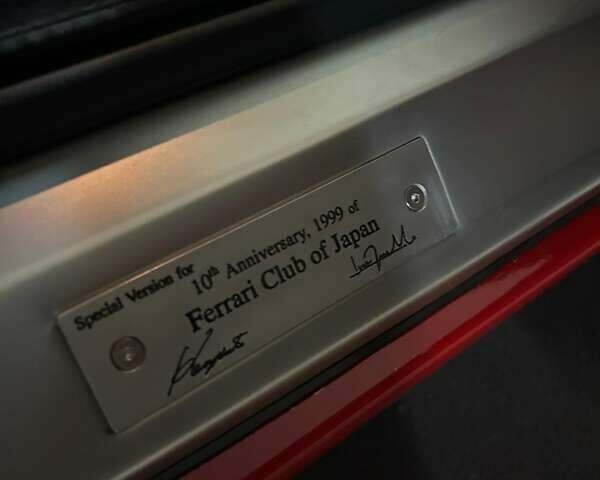 Special Version for
10th Anniversary, 1999 of
Ferrari Club of Japan